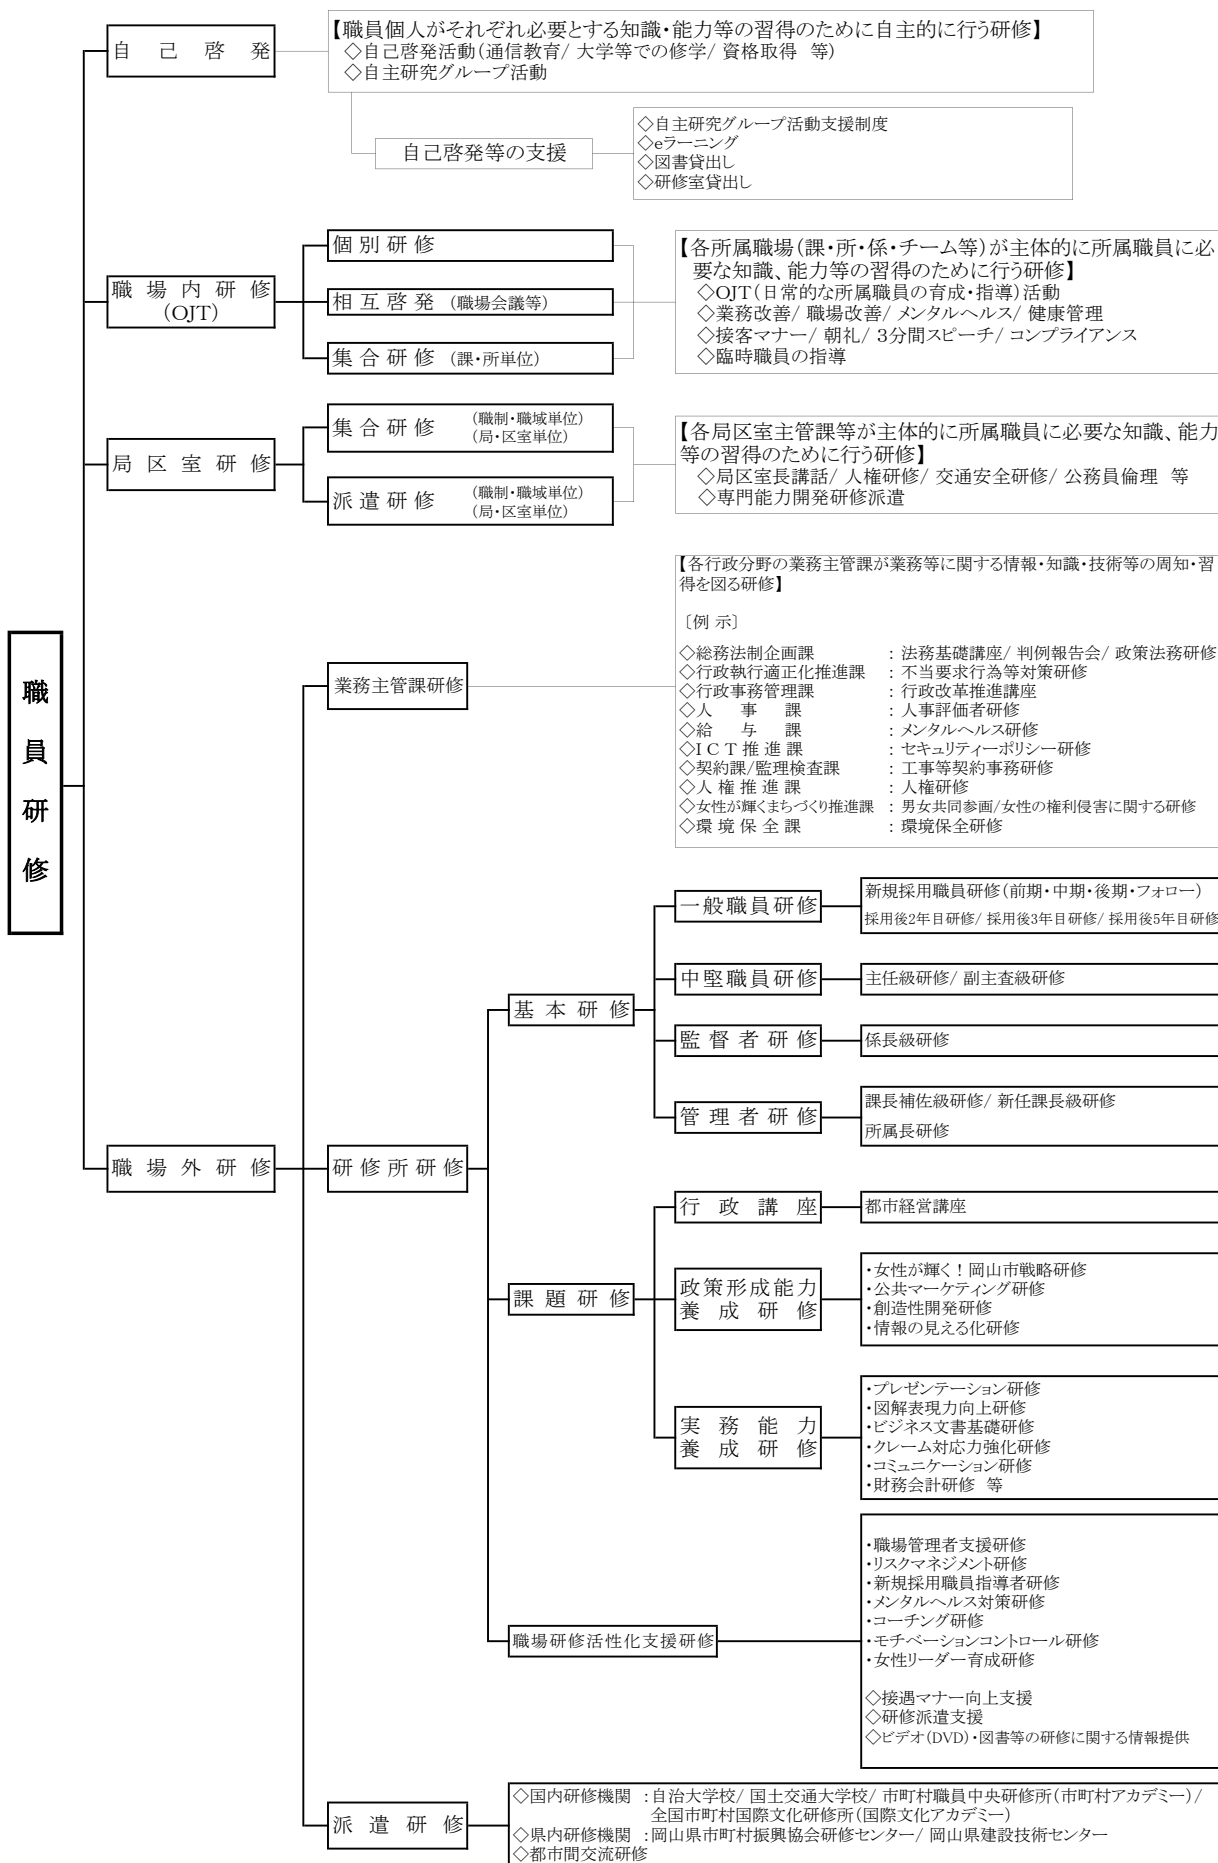 自己啓発
【職員個人がそれぞれ必要とする知識・能力等の習得のために自主的に行う研修】
◇自己啓発活動(通信教育/ 大学等での修学/ 資格取得 等)
◇自主研究グループ活動
自己啓発等の支援
◇自主研究グループ活動支援制度
◇eラーニング
◇図書貸出し
◇研修室貸出し
職場内研修
(OJT)
個別研修
相互啓発 (職場会議等)
集合研修 (課・所単位)
【各所属職場(課・所・係・チーム等)が主体的に所属職員に必
要な知識、能力等の習得のために行う研修】
◇OJT(日常的な所属職員の育成・指導)活動
◇業務改善/ 職場改善/ メンタルヘルス/ 健康管理
◇接客マナー/ 朝礼/ 3分間スピーチ/ コンプライアンス
◇臨時職員の指導
局区室研修
集合研修 (職制・職域単位)
(局・区室単位)
派遣研修 (職制・職域単位)
(局・区室単位)
【各局区室主管課等が主体的に所属職員に必要な知識、能力
等の習得のために行う研修】
◇局区室長講話/ 人権研修/ 交通安全研修/ 公務員倫理 等
◇専門能力開発研修派遣
職員研修
職場外研修
業務主管課研修
【各行政分野の業務主管課が業務等に関する情報・知識・技術等の周知・習
得を図る研修】
〔例 示〕
◇総務法制企画課 : 法務基礎講座/ 判例報告会/ 政策法務研修
◇行政執行適正化推進課 : 不当要求行為等対策研修
◇行政事務管理課 : 行政改革推進講座
◇人事課 : 人事評価者研修
◇給与課 : メンタルヘルス研修
◇ICT推進課 : セキュリティーポリシー研修
◇契約課/監理検査課 : 工事等契約事務研修
◇人権推進課 : 人権研修
◇女性が輝くまちづくり推進課 : 男女共同参画/女性の権利侵害に関する研修
◇環境保全課 : 環境保全研修
研修所研修
基本研修
一般職員研修
新規採用職員研修(前期・中期・後期・フォロー)
採用後2年目研修/ 採用後3年目研修/ 採用後5年目研修
中堅職員研修
主任級研修/ 副主査級研修
監督者研修
係長級研修
管理者研修
課長補佐級研修/ 新任課長級研修
所属長研修
課題研修
行政講座
都市経営講座
政策形成能力
養成研修
・女性が輝く!岡山市戦略研修
・公共マーケティング研修
・創造性開発研修
・情報の見える化研修
実務能力
養成研修
・プレゼンテーション研修
・図解表現力向上研修
・ビジネス文書基礎研修
・クレーム対応力強化研修
・コミュニケーション研修
・財務会計研修 等
職場研修活性化支援研修
・職場管理者支援研修
・リスクマネジメント研修
・新規採用職員指導者研修
・メンタルヘルス対策研修
・コーチング研修
・モチベーションコントロール研修
・女性リーダー育成研修
◇接遇マナー向上支援
◇研修派遣支援
◇ビデオ(DVD)・図書等の研修に関する情報提供
派遣研修
◇国内研修機関 :自治大学校/ 国土交通大学校/ 市町村職員中央研修所(市町村アカデミー)/
全国市町村国際文化研修所(国際文化アカデミー)
◇県内研修機関 :岡山県市町村振興協会研修センター/ 岡山県建設技術センター
◇都市間交流研修